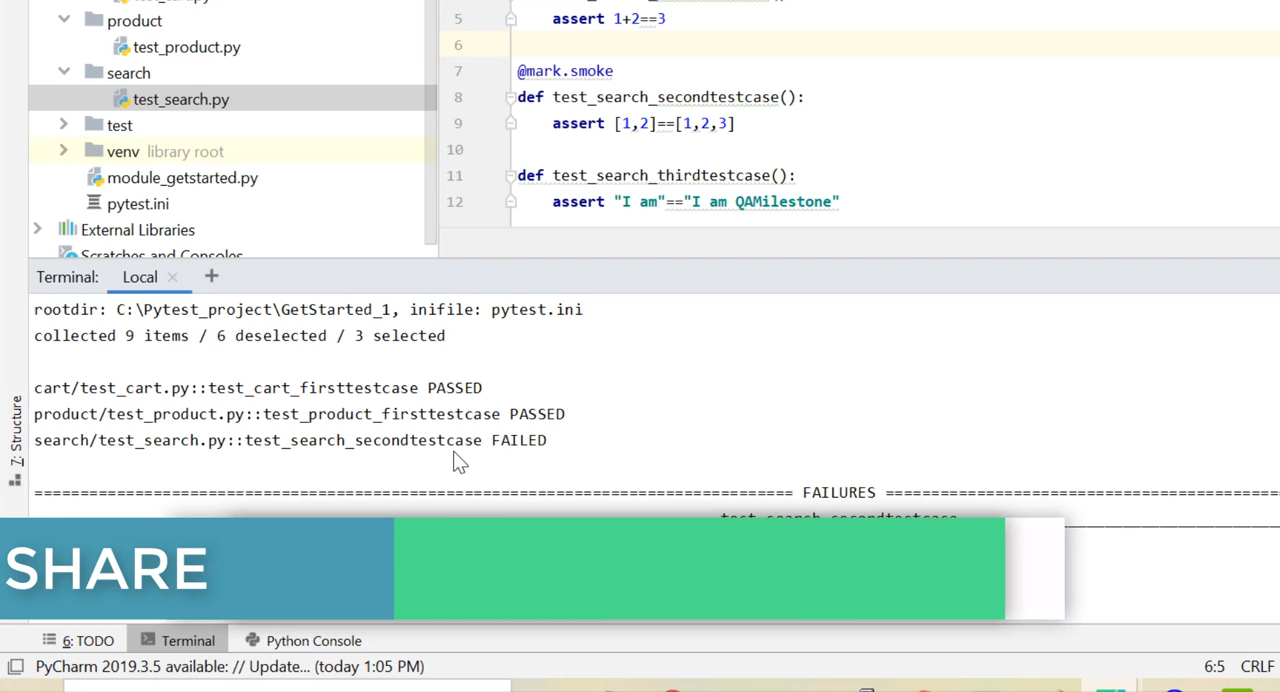 product
test_product.py
search
test_search.py
test
venv library root
module_getstarted.py
pytest.ini
External Libraries
Scratches and Consoles
5 assert 1+2==3
6
7 @mark.smoke
8 def test_search_secondtestcase():
9 assert [1,2]==[1,2,3]
10
11 def test_search_thirdtestcase():
12 assert "I am"=="I am QAMilestone"
Terminal: Local × +
rootdir: C:\Pytest_project\GetStarted_1, inifile: pytest.ini
collected 9 items / 6 deselected / 3 selected
cart/test_cart.py::test_cart_firsttestcase PASSED
product/test_product.py::test_product_firsttestcase PASSED
search/test_search.py::test_search_secondtestcase FAILED
FAILURES
test_search_secondtestcase
Z: Structure
SHARE
6: TODO Terminal Python Console
PyCharm 2019.3.5 available: // Update... (today 1:05 PM) 6:5 CRLF